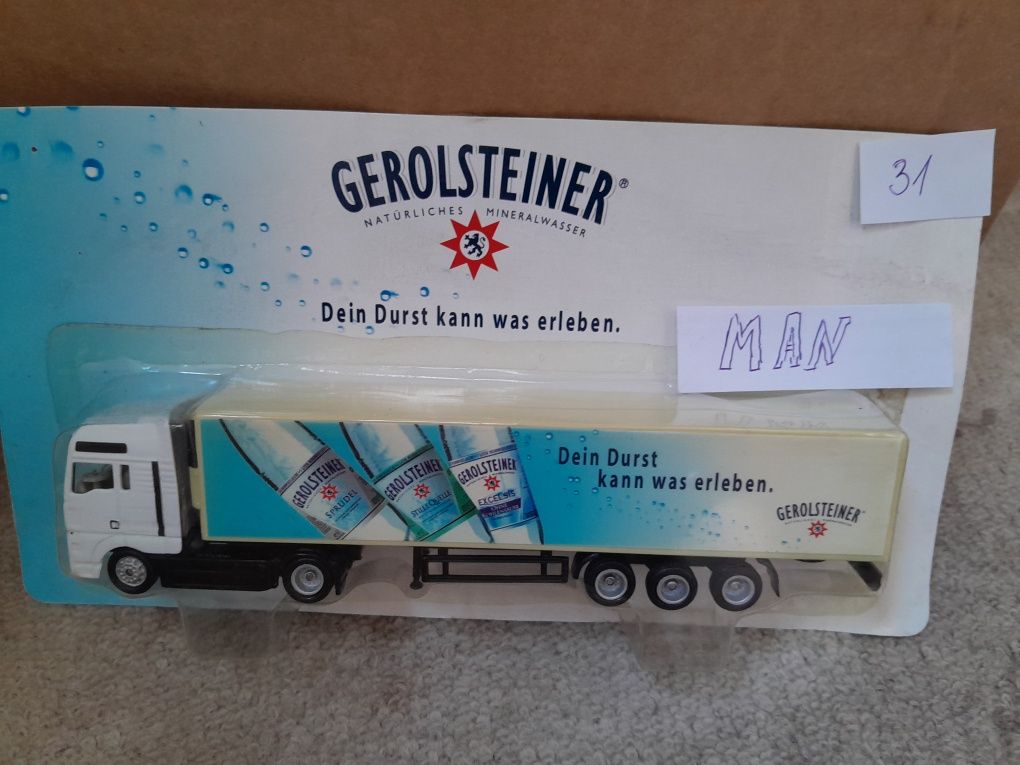 31
GEROLSTEINER®
NATÜRLICHES MINERALWASSER
Dein Durst kann was erleben.
MAN
GEROLSTEINER
SPRUDEL
GEROLSTEINER
STILLE QUELLE
GEROLSTEINER
EXCELSIS
Dein Durst
kann was erleben.
GEROLSTEINER